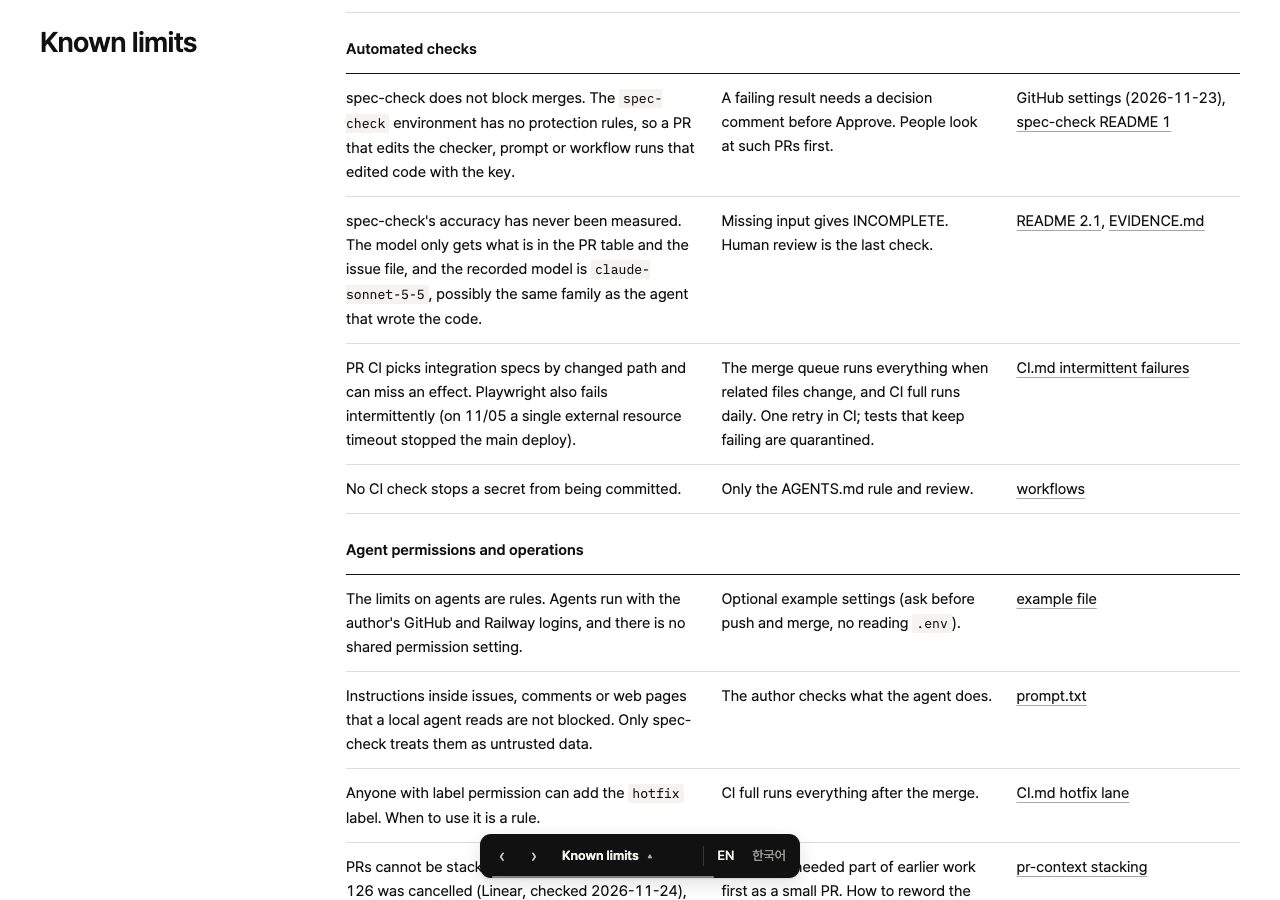 Known limits
Automated checks
spec-check does not block merges. The spec-
check environment has no protection rules, so a PR
that edits the checker, prompt or workflow runs that
edited code with the key.
A failing result needs a decision
comment before Approve. People look
at such PRs first.
GitHub settings (2026-11-23),
spec-check README 1
spec-check's accuracy has never been measured.
The model only gets what is in the PR table and the
issue file, and the recorded model is claude-
sonnet-5-5, possibly the same family as the agent
that wrote the code.
Missing input gives INCOMPLETE.
Human review is the last check.
README 2.1, EVIDENCE.md
PR CI picks integration specs by changed path and
can miss an effect. Playwright also fails
intermittently (on 11/05 a single external resource
timeout stopped the main deploy).
The merge queue runs everything when
related files change, and CI full runs
daily. One retry in CI; tests that keep
failing are quarantined.
CI.md intermittent failures
No CI check stops a secret from being committed.
Only the AGENTS.md rule and review.
workflows
Agent permissions and operations
The limits on agents are rules. Agents run with the
author's GitHub and Railway logins, and there is no
shared permission setting.
Optional example settings (ask before
push and merge, no reading .env).
example file
Instructions inside issues, comments or web pages
that a local agent reads are not blocked. Only spec-
check treats them as untrusted data.
The author checks what the agent does.
prompt.txt
Anyone with label permission can add the hotfix
label. When to use it is a rule.
CI full runs everything after the merge.
CI.md hotfix lane
PRs cannot be
126 was cancelled (Linear, checked 2026-11-24),
needed part of earlier work
first as a small PR. How to reword the
pr-context stacking
‹ › Known limits ▲ EN 한국어